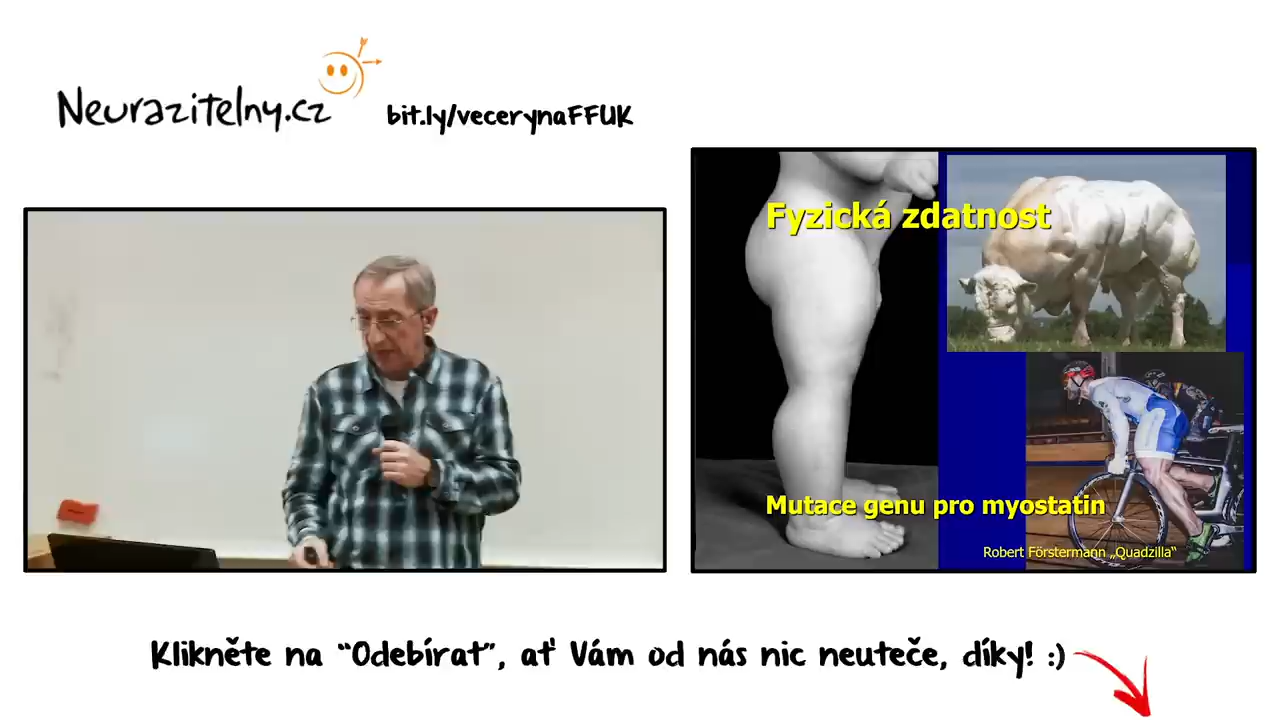 Neurazitelny.cz
bit.ly/vecerynaFFUK
Fyzická zdatnost
Mutace genu pro myostatin
Robert Förstermann „Quadzilla“
Klikněte na “Odebírat”, ať Vám od nás nic neuteče, díky! :)